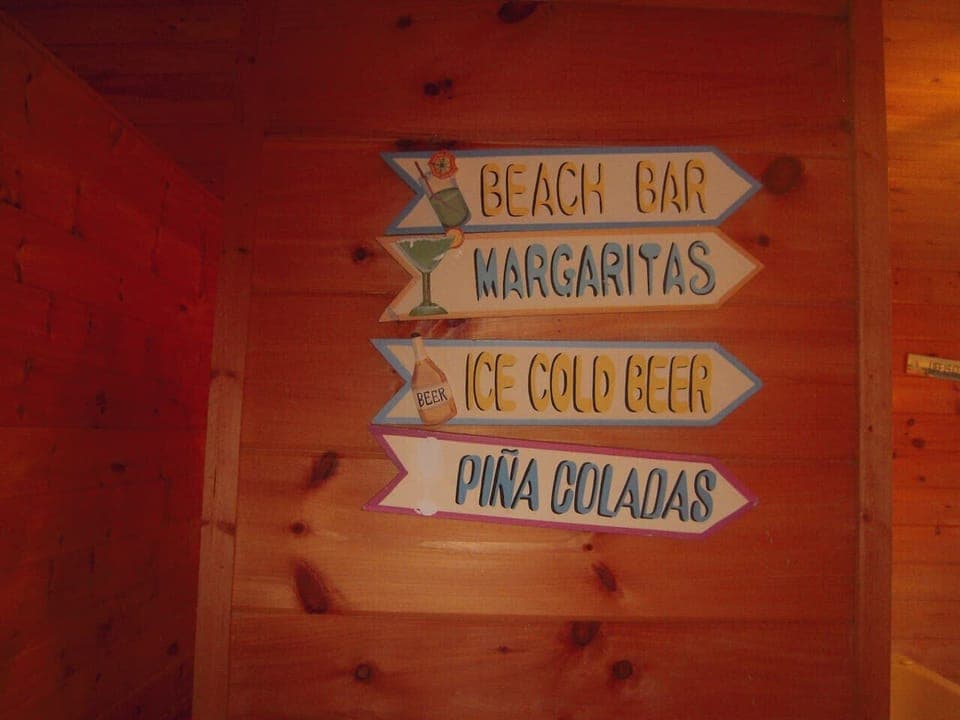 BEACH BAR
MARGARITAS
BEER
ICE COLD BEER
PIÑA COLADAS